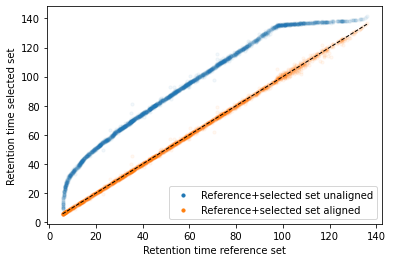 140
120
100
80
60
40
20
0
Retention time selected set
Reference+selected set unaligned
Reference+selected set aligned
0 20 40 60 80 100 120 140
Retention time reference set